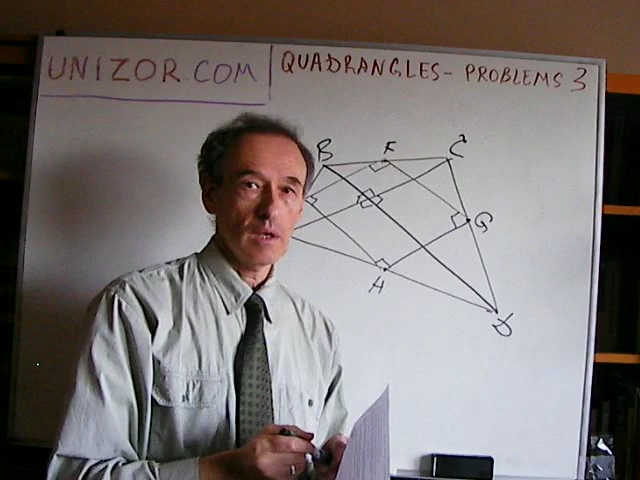 UNIZOR.COM
QUADRANGLES - PROBLEMS 3
B F C
G
H
D